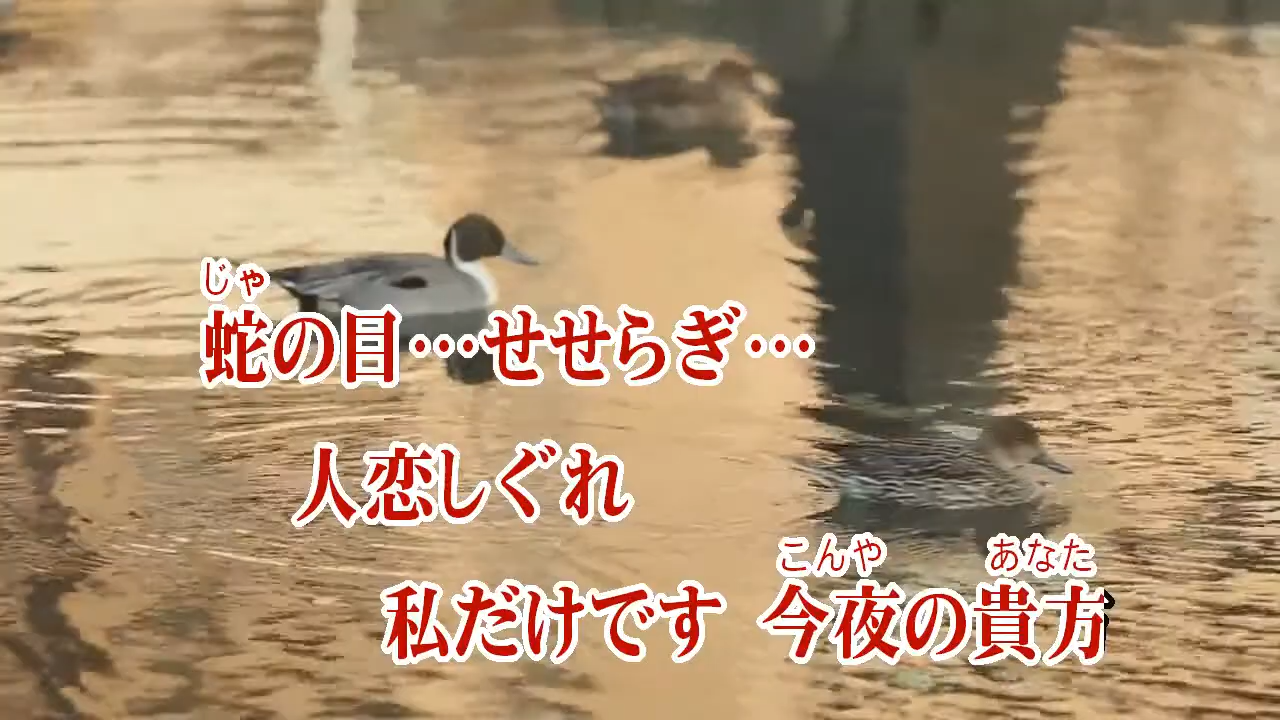 じゃ
蛇の目…せせらぎ…
人恋しぐれ
こんや あなた
私だけです 今夜の貴方